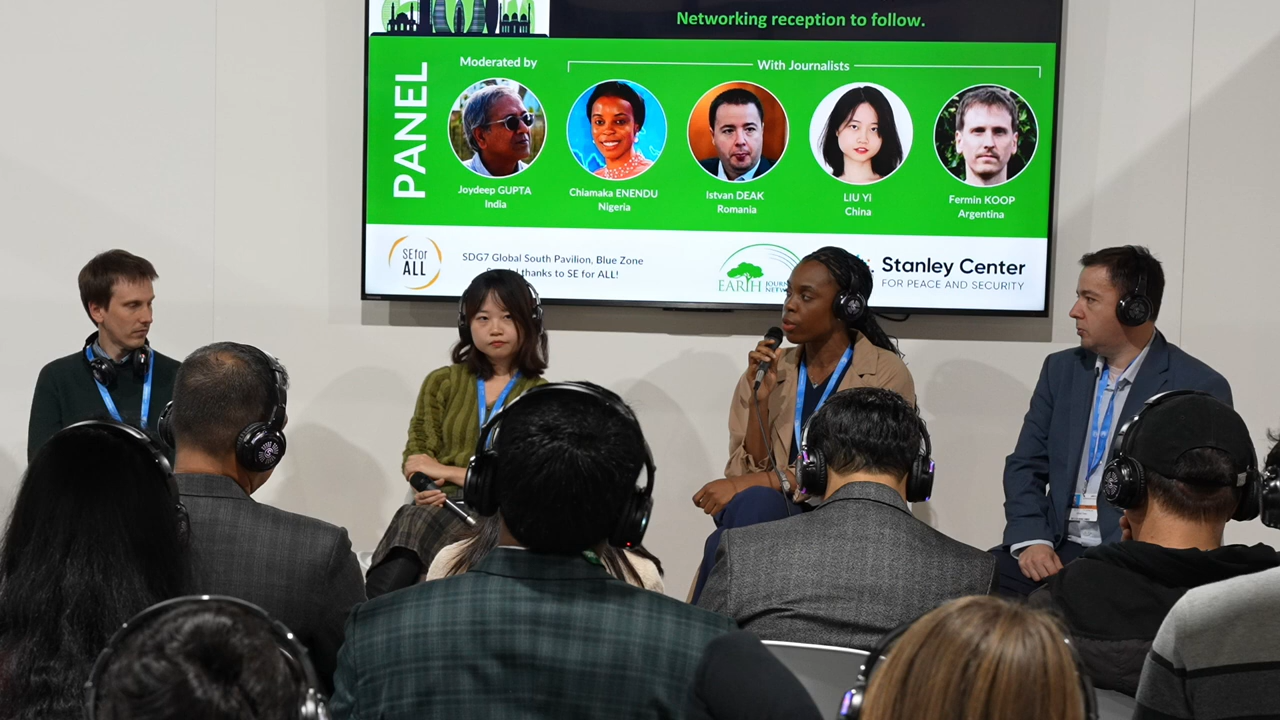 Networking reception to follow.
PANEL
Moderated by
With Journalists
Joydeep GUPTA
India
Chiamaka ENENDU
Nigeria
Istvan DEAK
Romania
LIU YI
China
Fermin KOOP
Argentina
SE for
ALL
SDG7 Global South Pavilion, Blue Zone
thanks to SE for ALL!
EARTH
Stanley Center
FOR PEACE AND SECURITY